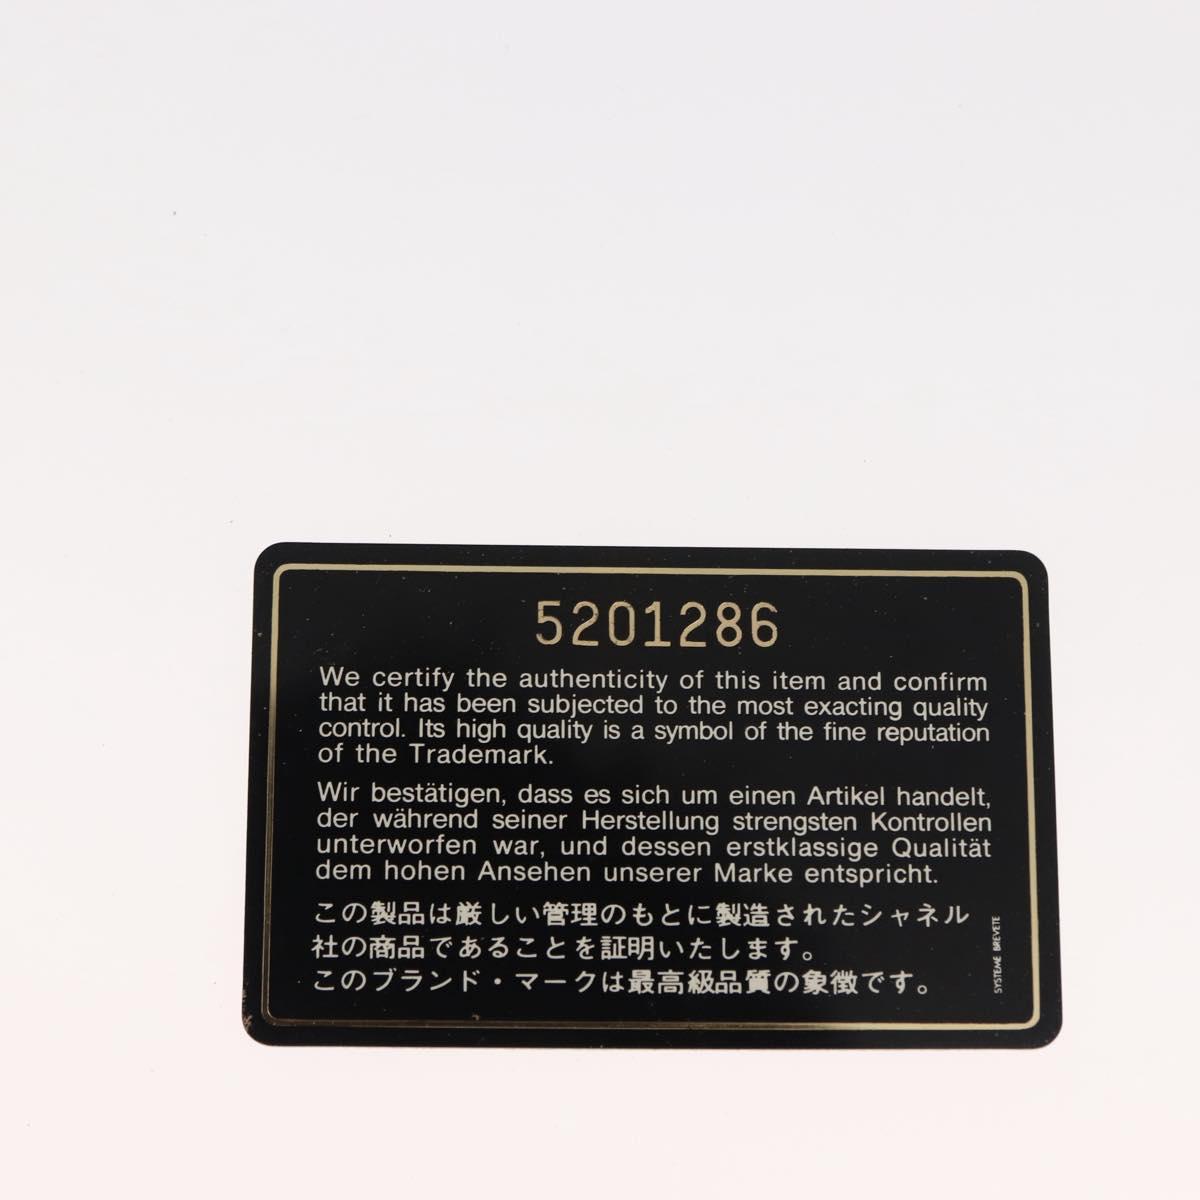 5201286
We certify the authenticity of this item and confirm
that it has been subjected to the most exacting quality
control. Its high quality is a symbol of the fine reputation
of the Trademark.
Wir bestätigen, dass es sich um einen Artikel handelt,
der während seiner Herstellung strengsten Kontrollen
unterworfen war, und dessen erstklassige Qualität
dem hohen Ansehen unserer Marke entspricht.
この製品は厳しい管理のもとに製造されたシャネル
社の商品であることを証明いたします。
このブランド・マークは最高級品質の象徴です。
SYSTEME BREVETE